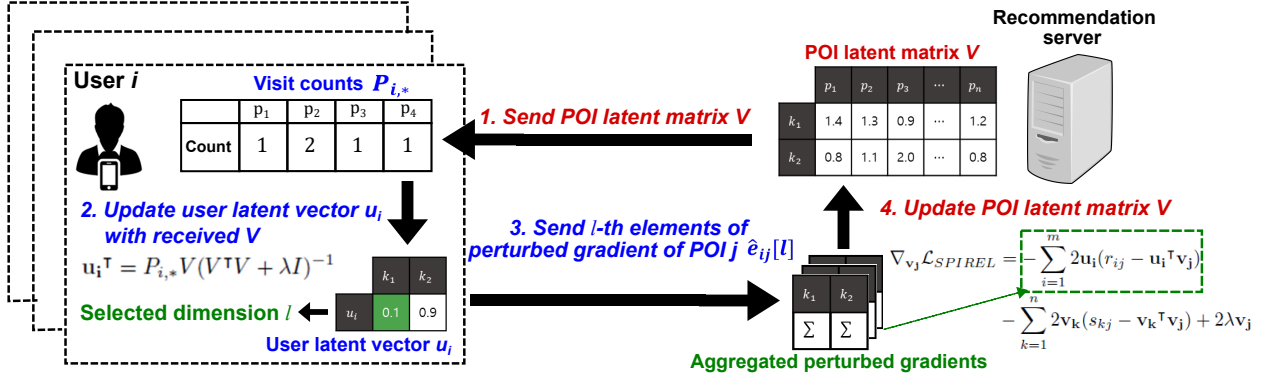 User i
Visit counts P_{i,*}
p₁ p₂ p₃ p₄
Count 1 2 1 1
2. Update user latent vector u_i
with received V
u_i^⊤ = P_{i,*}V(V^⊤V + λI)^{-1}
k₁ k₂
u_i 0.1 0.9
Selected dimension l
User latent vector u_i
1. Send POI latent matrix V
3. Send l-th elements of
perturbed gradient of POI j ê_{ij}[l]
Recommendation
server
POI latent matrix V
p₁ p₂ p₃ ⋯ p_n
k₁ 1.4 1.3 0.9 ⋯ 1.2
k₂ 0.8 1.1 2.0 ⋯ 0.8
4. Update POI latent matrix V
k₁ k₂
Σ Σ
Aggregated perturbed gradients
∇_{v_j} ℒ_{SPIREL} = -∑_{i=1}^{m} 2u_i(r_{ij} - u_i^⊤v_j)
- ∑_{k=1}^{n} 2v_k(s_{kj} - v_k^⊤v_j) + 2λv_j